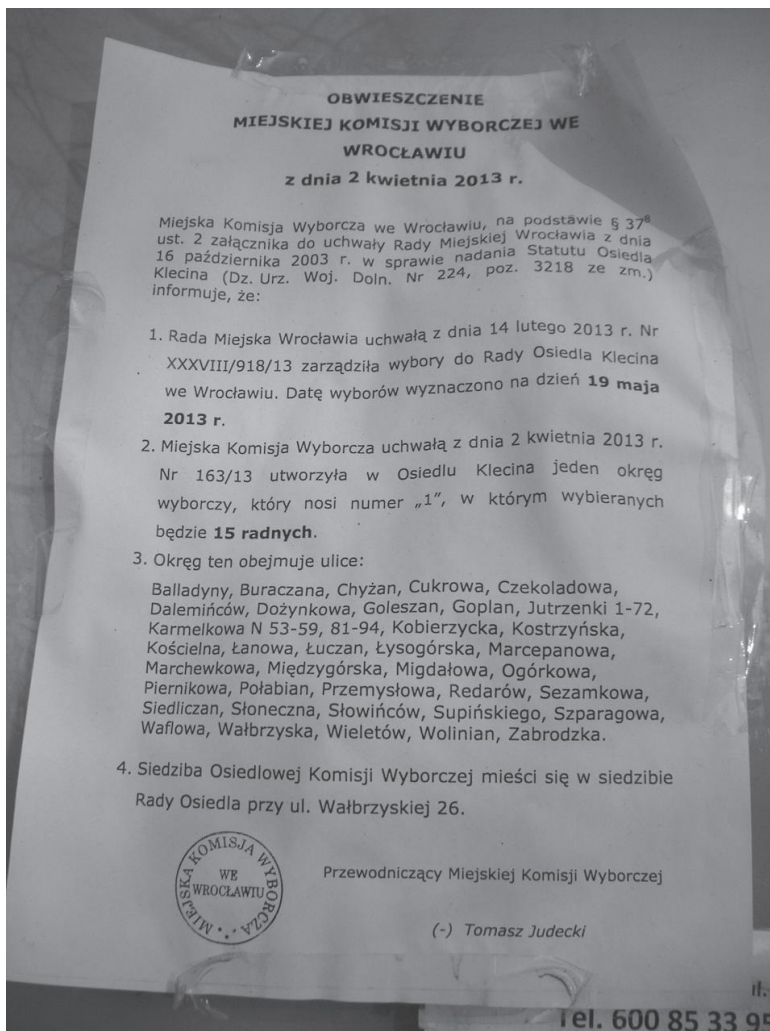 OBWIESZCZENIE
MIEJSKIEJ KOMISJI WYBORCZEJ WE
WROCŁAWIU
z dnia 2 kwietnia 2013 r.
Miejska Komisja Wyborcza we Wrocławiu, na podstawie § 37⁸
ust. 2 załącznika do uchwały Rady Miejskiej Wrocławia z dnia
16 października 2003 r. w sprawie nadania Statutu Osiedla
Klecina (Dz. Urz. Woj. Doln. Nr 224, poz. 3218 ze zm.)
informuje, że:
1. Rada Miejska Wrocławia uchwałą z dnia 14 lutego 2013 r. Nr
XXXVIII/918/13 zarządziła wybory do Rady Osiedla Klecina
we Wrocławiu. Datę wyborów wyznaczono na dzień 19 maja
2013 r.
2. Miejska Komisja Wyborcza uchwałą z dnia 2 kwietnia 2013 r.
Nr 163/13 utworzyła w Osiedlu Klecina jeden okręg
wyborczy, który nosi numer „1”, w którym wybieranych
będzie 15 radnych.
3. Okręg ten obejmuje ulice:
Balladyny, Buraczana, Chyżan, Cukrowa, Czekoladowa,
Daleminców, Dożynkowa, Goleszan, Goplan, Jutrzenki 1-72,
Karmelkowa N 53-59, 81-94, Kobierzycka, Kostrzyńska,
Kościelna, Łanowa, Łuczan, Łysogórska, Marcepanowa,
Marchewkowa, Międzygórska, Migdałowa, Ogórkowa,
Piernikowa, Połabian, Przemysłowa, Redarów, Sezamkowa,
Siedliczan, Słoneczna, Słowińców, Supińskiego, Szparagowa,
Waflowa, Wałbrzyska, Wieletów, Wolinian, Zabrodzka.
4. Siedziba Osiedlowej Komisji Wyborczej mieści się w siedzibie
Rady Osiedla przy ul. Wałbrzyskiej 26.
MIEJSKA KOMISJA WYBORCZA
WE
WROCŁAWIU
Przewodniczący Miejskiej Komisji Wyborczej
(-) Tomasz Judecki
ul.
Tel. 600 85 33 95